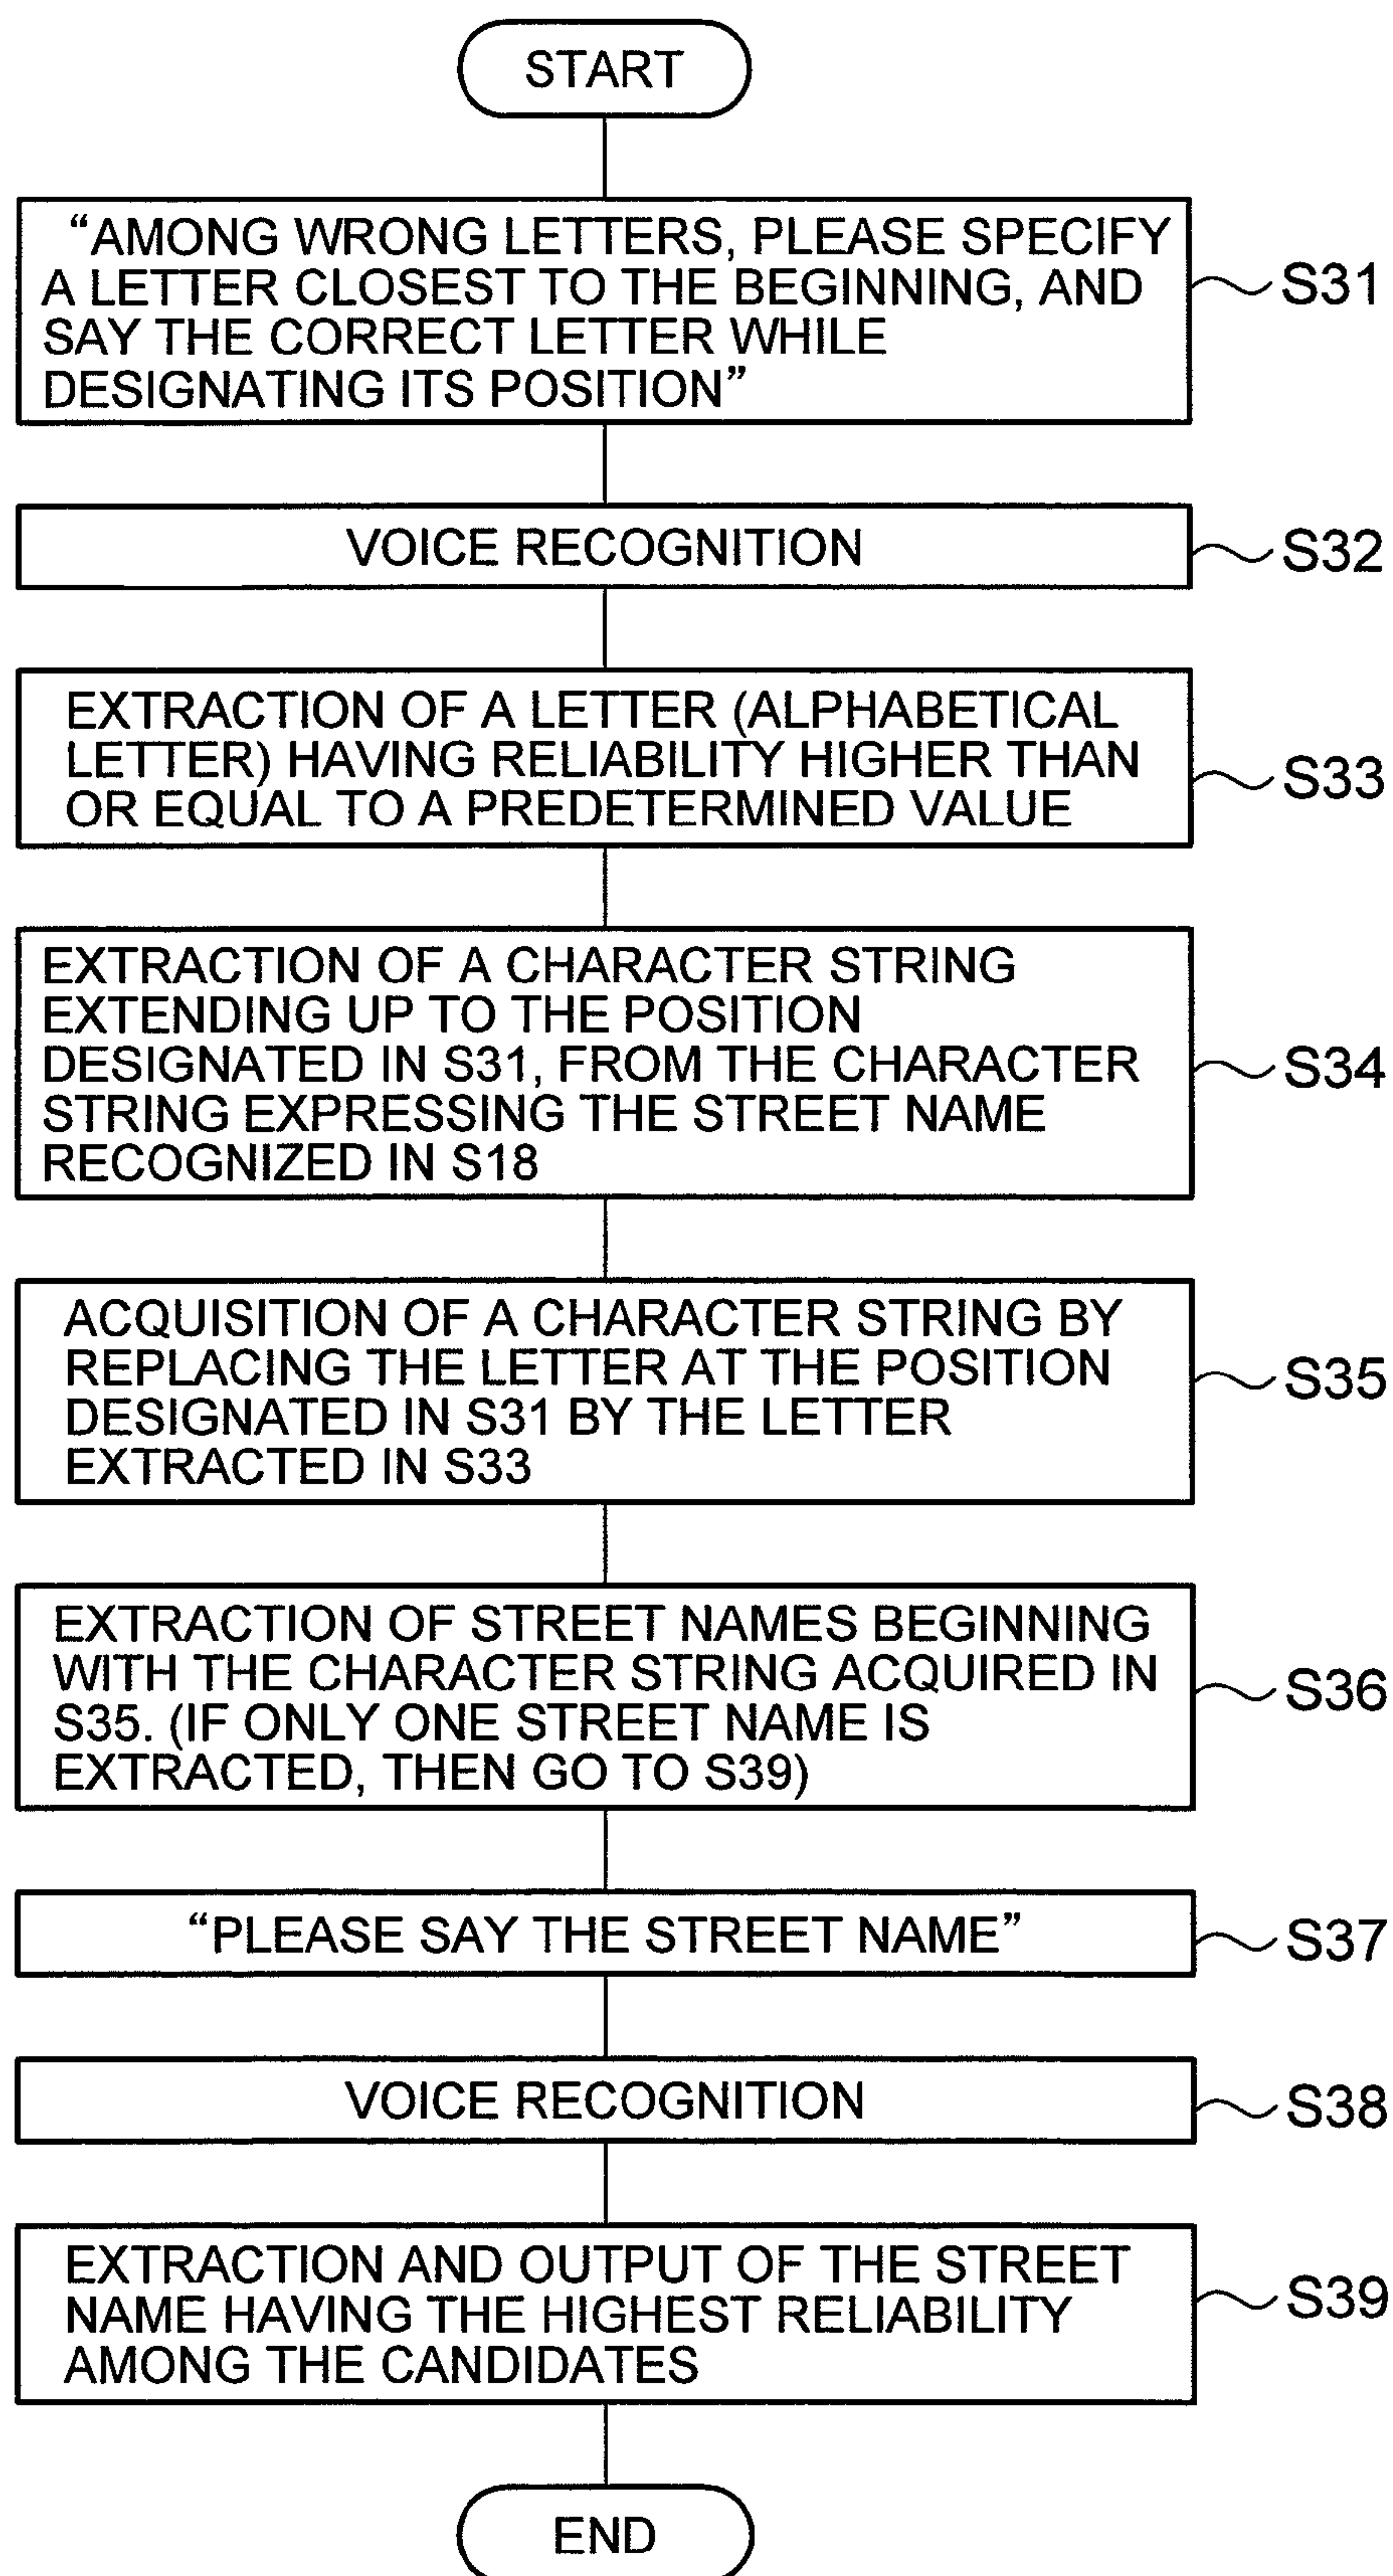 START
“AMONG WRONG LETTERS, PLEASE SPECIFY
A LETTER CLOSEST TO THE BEGINNING, AND
SAY THE CORRECT LETTER WHILE
DESIGNATING ITS POSITION”
S31
VOICE RECOGNITION
S32
EXTRACTION OF A LETTER (ALPHABETICAL
LETTER) HAVING RELIABILITY HIGHER THAN
OR EQUAL TO A PREDETERMINED VALUE
S33
EXTRACTION OF A CHARACTER STRING
EXTENDING UP TO THE POSITION
DESIGNATED IN S31, FROM THE CHARACTER
STRING EXPRESSING THE STREET NAME
RECOGNIZED IN S18
S34
ACQUISITION OF A CHARACTER STRING BY
REPLACING THE LETTER AT THE POSITION
DESIGNATED IN S31 BY THE LETTER
EXTRACTED IN S33
S35
EXTRACTION OF STREET NAMES BEGINNING
WITH THE CHARACTER STRING ACQUIRED IN
S35. (IF ONLY ONE STREET NAME IS
EXTRACTED, THEN GO TO S39)
S36
“PLEASE SAY THE STREET NAME”
S37
VOICE RECOGNITION
S38
EXTRACTION AND OUTPUT OF THE STREET
NAME HAVING THE HIGHEST RELIABILITY
AMONG THE CANDIDATES
S39
END